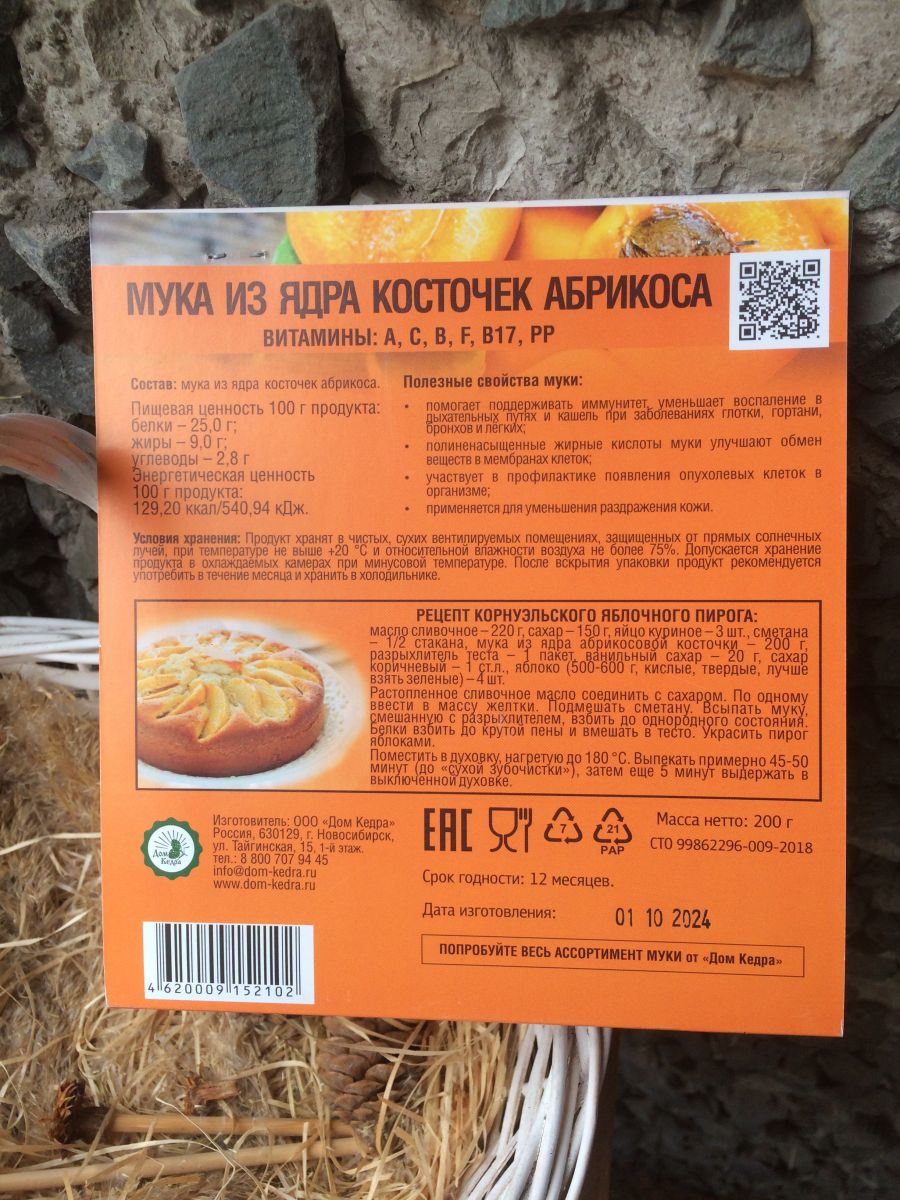 МУКА ИЗ ЯДРА КОСТОЧЕК АБРИКОСА
ВИТАМИНЫ: A, C, B, F, B17, PP
Состав: мука из ядра косточек абрикоса.
Пищевая ценность 100 г продукта:
белки – 25,0 г;
жиры – 9,0 г;
углеводы – 2,8 г
Энергетическая ценность
100 г продукта:
129,20 ккал/540,94 кДж.
Полезные свойства муки:
• помогает поддерживать иммунитет, уменьшает воспаление в
дыхательных путях и кашель при заболеваниях глотки, гортани,
бронхов и лёгких;
• полиненасыщенные жирные кислоты муки улучшают обмен
веществ в мембранах клеток;
• участвует в профилактике появления опухолевых клеток в
организме;
• применяется для уменьшения раздражения кожи.
Условия хранения: Продукт хранят в чистых, сухих вентилируемых помещениях, защищенных от прямых солнечных
лучей, при температуре не выше +20 °С и относительной влажности воздуха не более 75%. Допускается хранение
продукта в охлаждаемых камерах при минусовой температуре. После вскрытия упаковки продукт рекомендуется
употребить в течение месяца и хранить в холодильнике.
РЕЦЕПТ КОРНУЭЛЬСКОГО ЯБЛОЧНОГО ПИРОГА:
масло сливочное – 220 г, сахар – 150 г, яйцо куриное – 3 шт., сметана
– 1/2 стакана, мука из ядра абрикосовой косточки – 200 г,
разрыхлитель теста – 1 пакет, ванильный сахар – 20 г, сахар
коричневый – 1 ст.л., яблоко (500-600 г, кислые, твердые, лучше
взять зеленые) – 4 шт.
Растопленное сливочное масло соединить с сахаром. По одному
ввести в массу желтки. Подмешать сметану. Всыпать муку,
смешанную с разрыхлителем, взбить до однородного состояния.
Белки взбить до крутой пены и вмешать в тесто. Украсить пирог
яблоками.
Поместить в духовку, нагретую до 180 °С. Выпекать примерно 45-50
минут (до «сухой зубочистки»), затем еще 5 минут выдержать в
выключенной духовке.
Дом
Кедра
Изготовитель: ООО «Дом Кедра»
Россия, 630129, г. Новосибирск,
ул. Тайгинская, 15, 1-й этаж.
тел.: 8 800 707 94 45
info@dom-kedra.ru
www.dom-kedra.ru
EAC
7
21
PAP
Масса нетто: 200 г
СТО 99862296-009-2018
Срок годности: 12 месяцев.
Дата изготовления: 01 10 2024
ПОПРОБУЙТЕ ВЕСЬ АССОРТИМЕНТ МУКИ от «Дом Кедра»
4 620009 152102